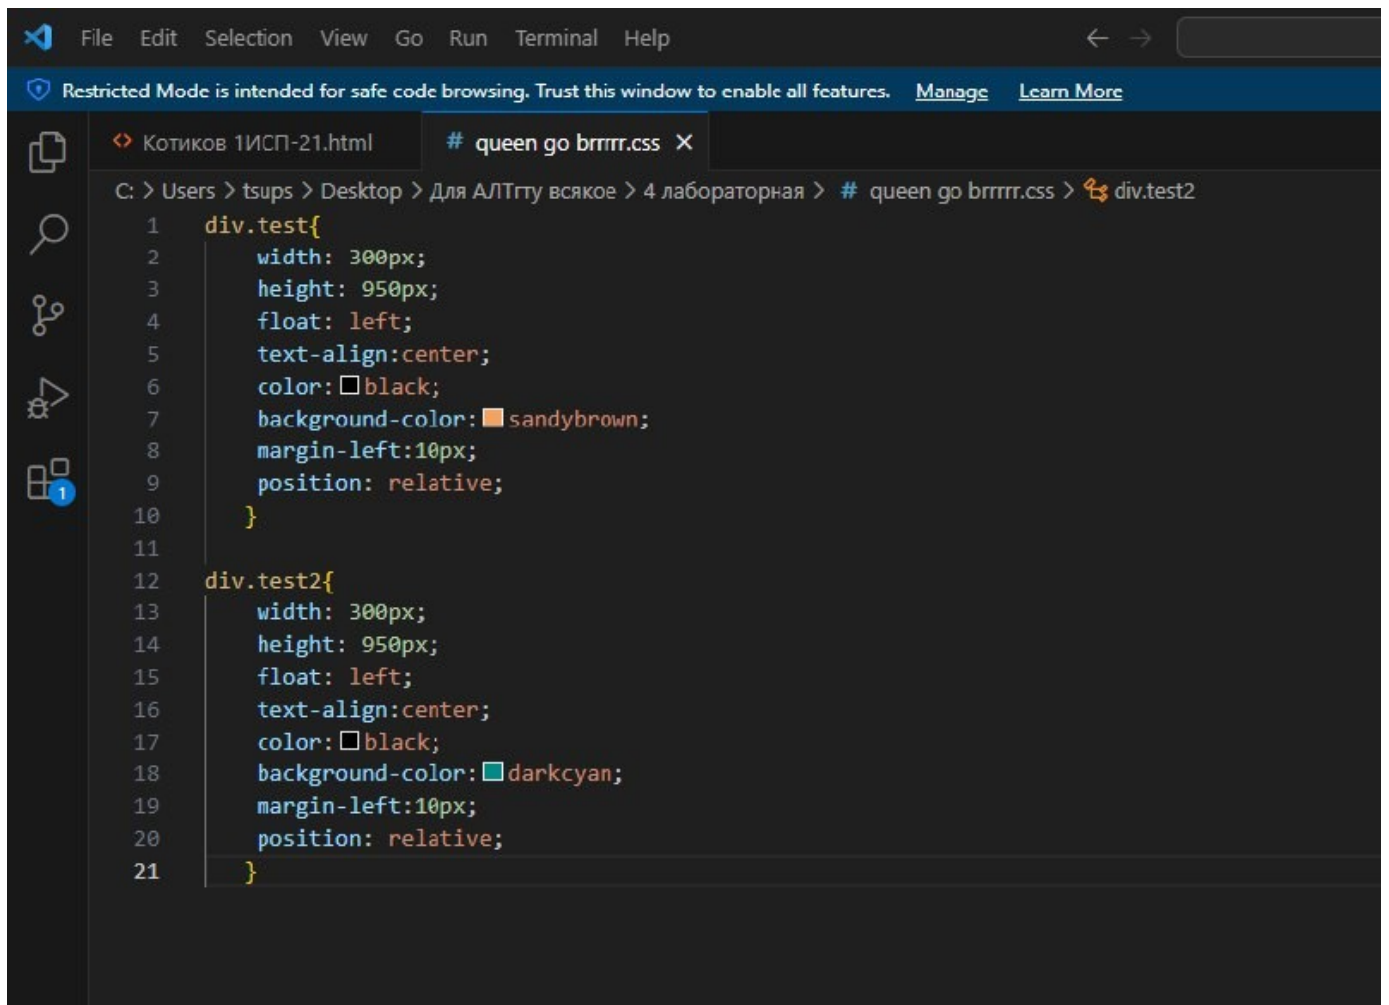 File Edit Selection View Go Run Terminal Help
Restricted Mode is intended for safe code browsing. Trust this window to enable all features. Manage Learn More
Котиков 1ИСП-21.html # queen go brrrrr.css
C: > Users > tsups > Desktop > Для АЛТгту всякое > 4 лабораторная > # queen go brrrrr.css > div.test2
1 div.test{
2 width: 300px;
3 height: 950px;
4 float: left;
5 text-align:center;
6 color: black;
7 background-color: sandybrown;
8 margin-left:10px;
9 position: relative;
10 }
11
12 div.test2{
13 width: 300px;
14 height: 950px;
15 float: left;
16 text-align:center;
17 color: black;
18 background-color: darkcyan;
19 margin-left:10px;
20 position: relative;
21 }
1